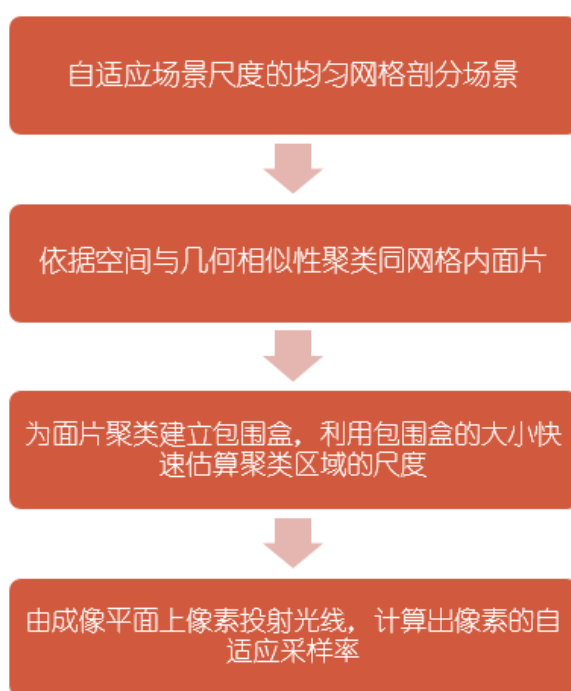 自适应场景尺度的均匀网格剖分场景
依据空间与几何相似性聚类同网格内面片
为面片聚类建立包围盒，利用包围盒的大小快
速估算聚类区域的尺度
由成像平面上像素投射光线，计算出像素的自
适应采样率